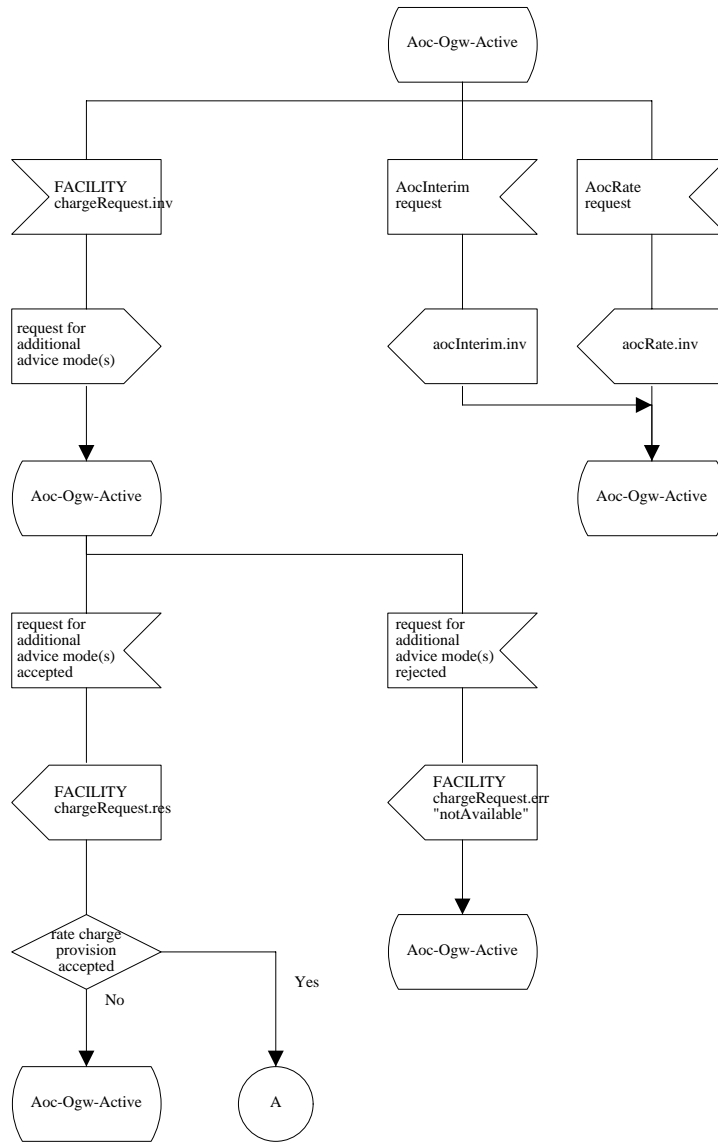 Aoc-Ogw-Active
FACILITY
chargeRequest.inv
AocInterim
request
AocRate
request
request for
additional
advice mode(s)
aocInterim.inv
aocRate.inv
Aoc-Ogw-Active
Aoc-Ogw-Active
request for
additional
advice mode(s)
accepted
request for
additional
advice mode(s)
rejected
FACILITY
chargeRequest.res
FACILITY
chargeRequest.err
"notAvailable"
rate charge
provision
accepted
Aoc-Ogw-Active
Yes
No
Aoc-Ogw-Active
A